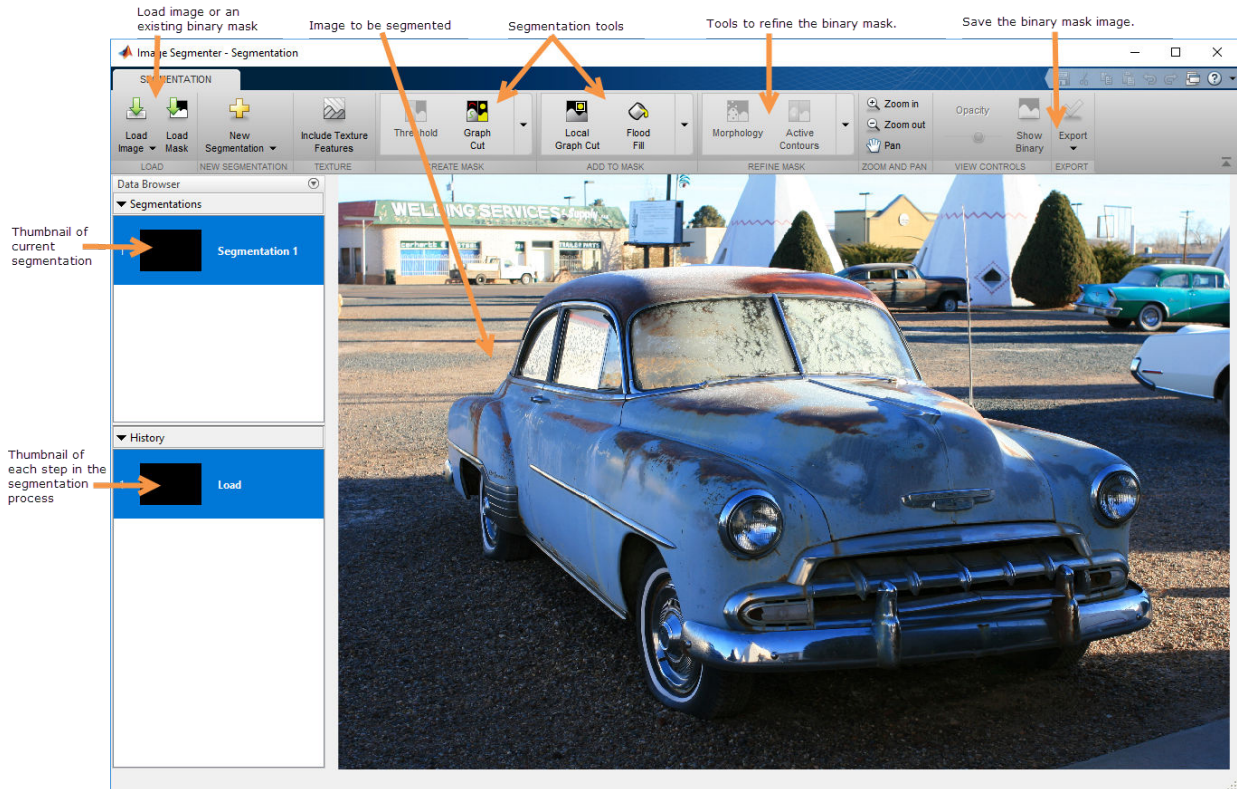 Load image or an
existing binary mask
Image to be segmented
Segmentation tools
Tools to refine the binary mask.
Save the binary mask image.
Image Segmenter - Segmentation
SEGMENTATION
Load
Image
Load
Mask
New
Segmentation
Include Texture
Features
Threshold
Graph
Cut
Local
Graph Cut
Flood
Fill
Morphology
Active
Contours
Zoom in
Zoom out
Pan
Opacity
Show
Binary
Export
LOAD
NEW SEGMENTATION
TEXTURE
CREATE MASK
ADD TO MASK
REFINE MASK
ZOOM AND PAN
VIEW CONTROLS
EXPORT
Data Browser
Segmentations
Segmentation 1
Thumbnail of
current
segmentation
WELDING SERVICES & Supply
History
Load
Thumbnail of
each step in the
segmentation
process